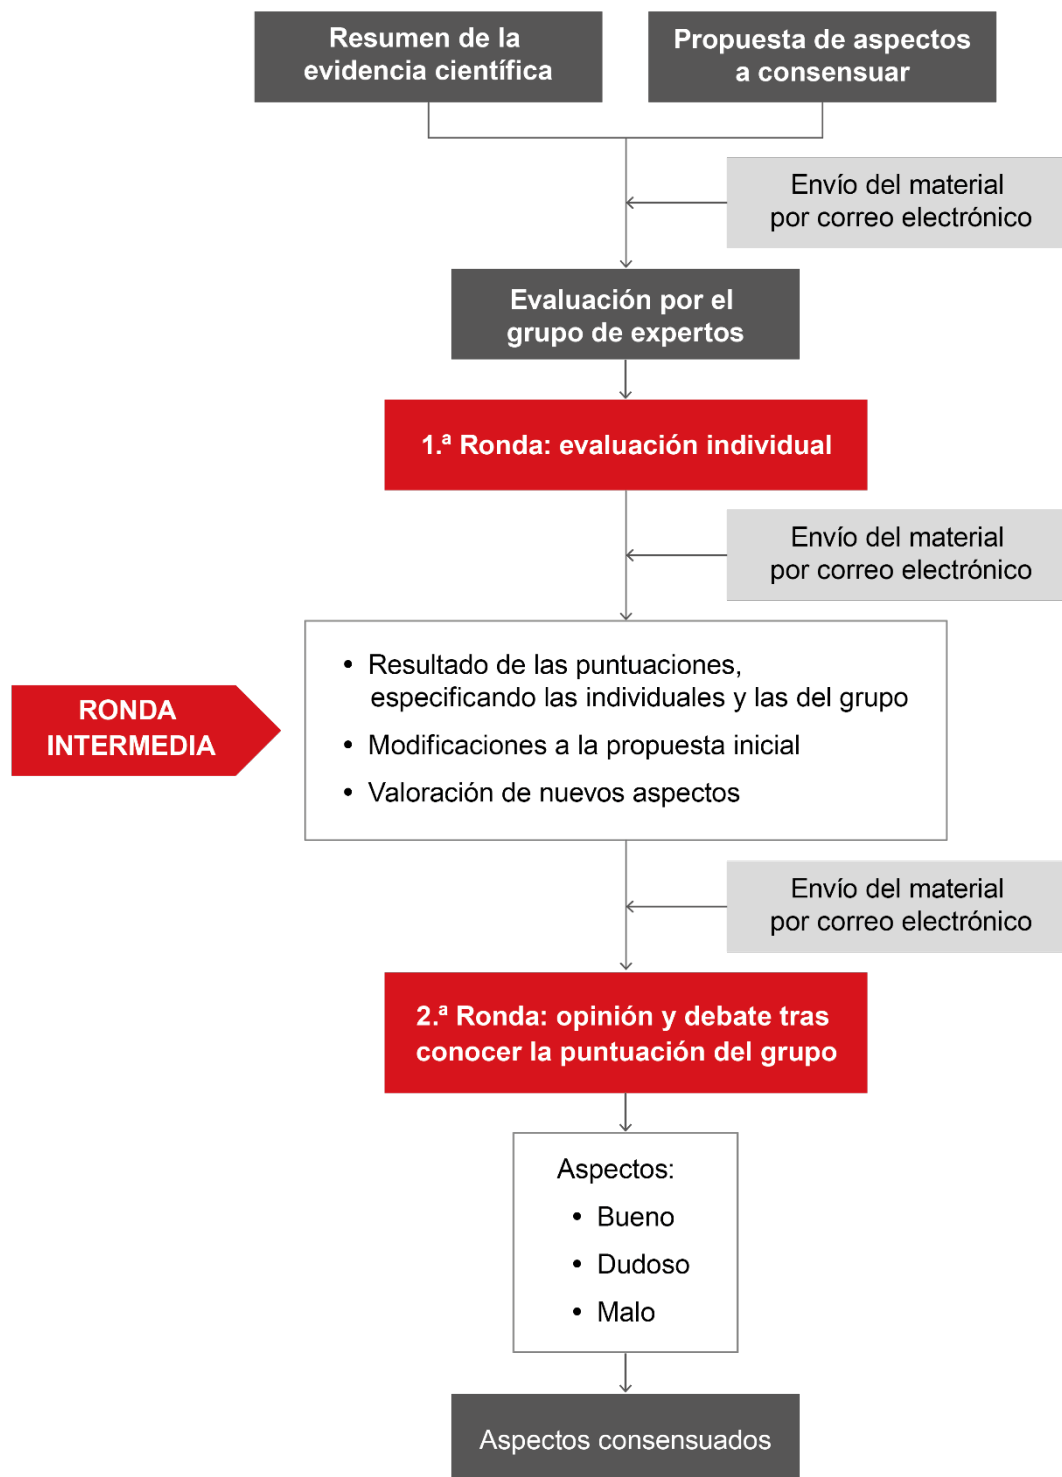 Resumen de la
evidencia científica
Propuesta de aspectos
a consensuar
Envío del material
por correo electrónico
Evaluación por el
grupo de expertos
1.ª Ronda: evaluación individual
Envío del material
por correo electrónico
RONDA
INTERMEDIA
• Resultado de las puntuaciones,
especificando las individuales y las del grupo
• Modificaciones a la propuesta inicial
• Valoración de nuevos aspectos
Envío del material
por correo electrónico
2.ª Ronda: opinión y debate tras
conocer la puntuación del grupo
Aspectos:
• Bueno
• Dudoso
• Malo
Aspectos consensuados